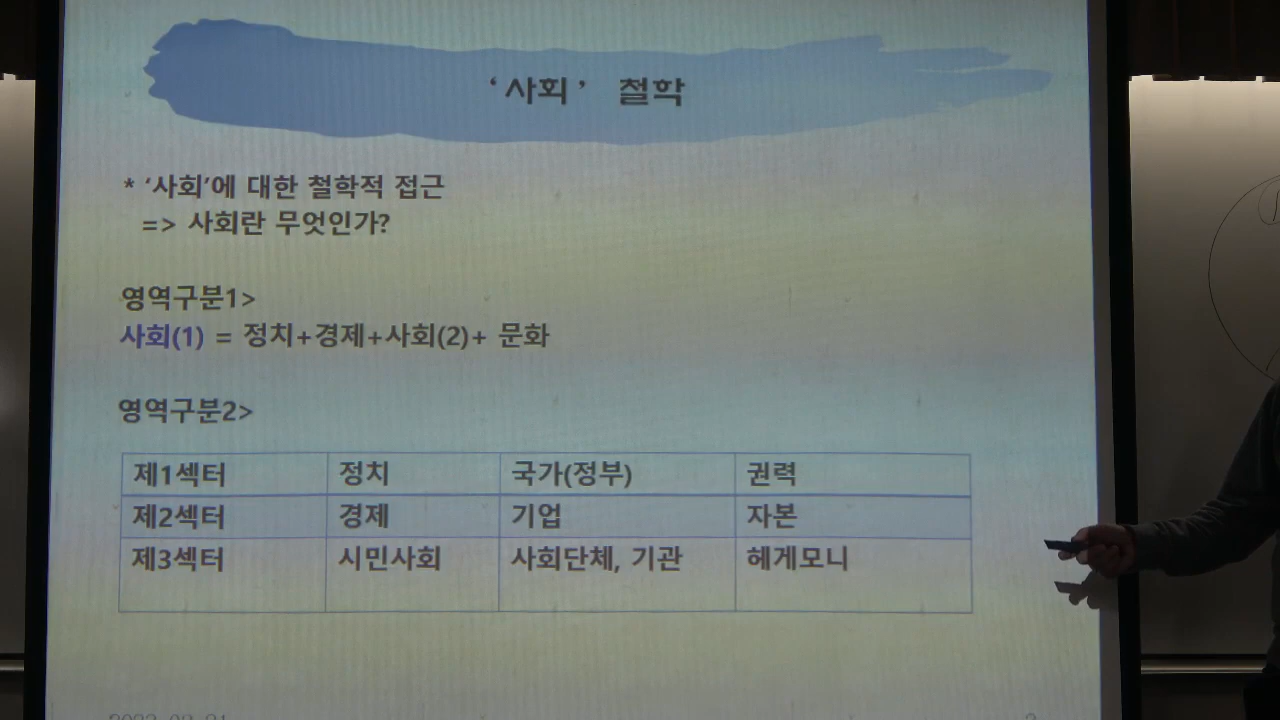 ‘사회’ 철학
* ‘사회’에 대한 철학적 접근
=> 사회란 무엇인가?
영역구분1>
사회(1) = 정치+경제+사회(2)+ 문화
영역구분2>
제1섹터 정치 국가(정부) 권력
제2섹터 경제 기업 자본
제3섹터 시민사회 사회단체, 기관 헤게모니